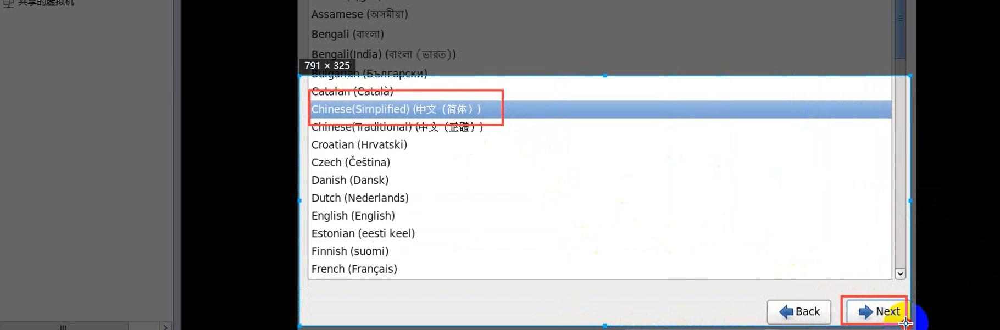 共享的虚拟机
Assamese (অসমীয়া)
Bengali (বাংলা)
Bengali(India) (বাংলা (ভারত))
791 × 325
Bulgarian (Български)
Catalan (Català)
Chinese(Simplified) (中文（简体）)
Chinese(Traditional) (中文（正體）)
Croatian (Hrvatski)
Czech (Čeština)
Danish (Dansk)
Dutch (Nederlands)
English (English)
Estonian (eesti keel)
Finnish (suomi)
French (Français)
Back
Next